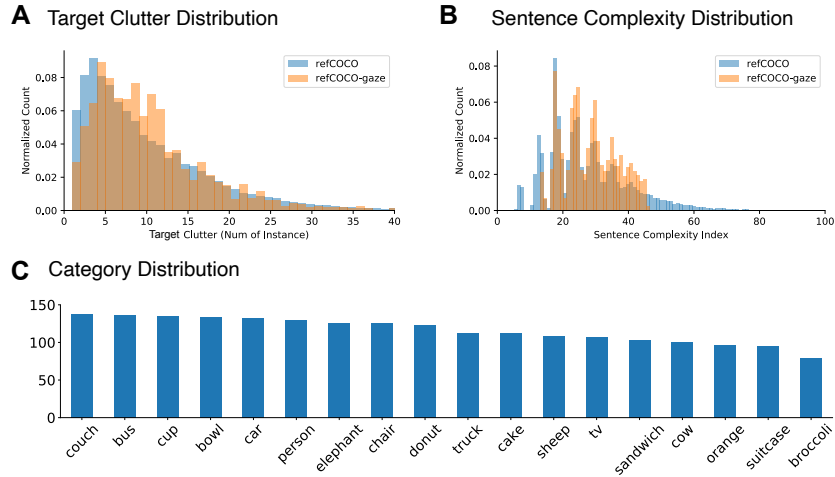 A Target Clutter Distribution
B Sentence Complexity Distribution
refCOCO
refCOCO-gaze
Normalized Count
0.08
0.06
0.04
0.02
0.00
0 5 10 15 20 25 30 35 40
Target Clutter (Num of Instance)
refCOCO
refCOCO-gaze
Normalized Count
0.08
0.06
0.04
0.02
0.00
0 20 40 60 80 100
Sentence Complexity Index
C Category Distribution
150
100
50
0
couch bus cup bowl car person elephant chair donut truck cake sheep tv sandwich cow orange suitcase broccoli